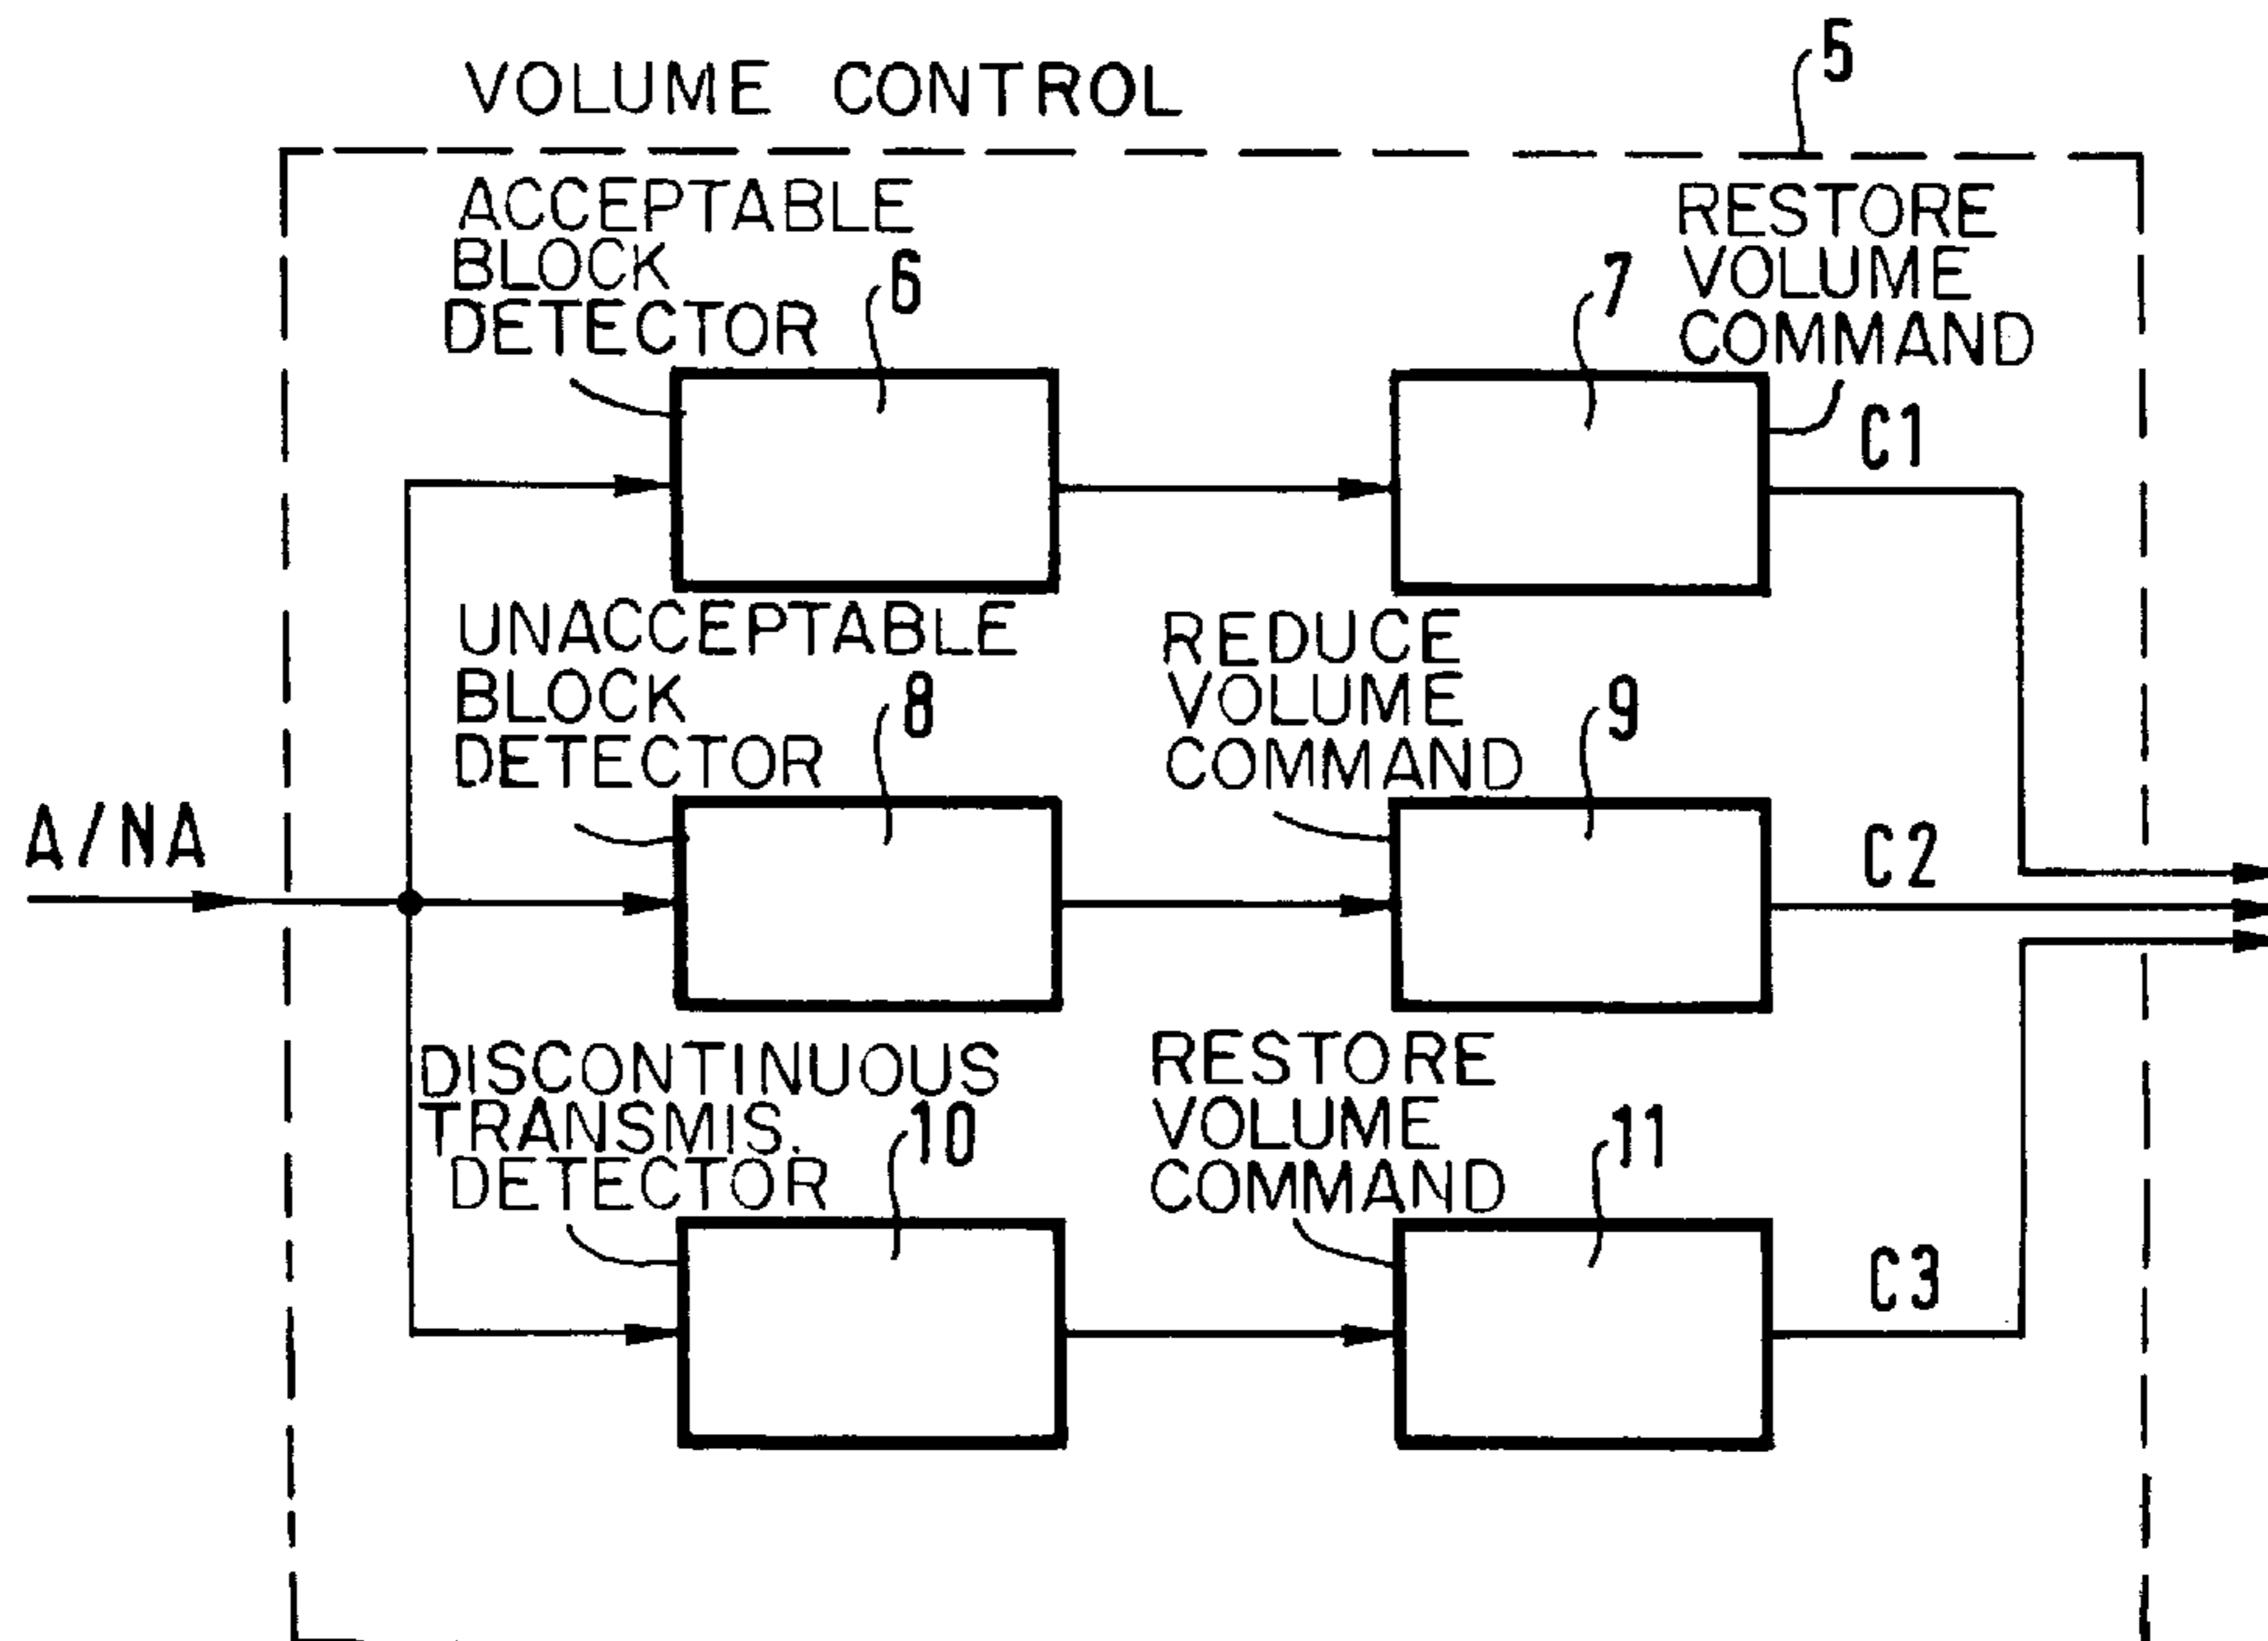 5
VOLUME CONTROL
ACCEPTABLE
BLOCK
DETECTOR
6
7
RESTORE
VOLUME
COMMAND
C1
UNACCEPTABLE
BLOCK
DETECTOR
8
REDUCE
VOLUME
COMMAND
9
A/NA
C2
DISCONTINUOUS
TRANSMIS.
DETECTOR
10
RESTORE
VOLUME
COMMAND
11
C3